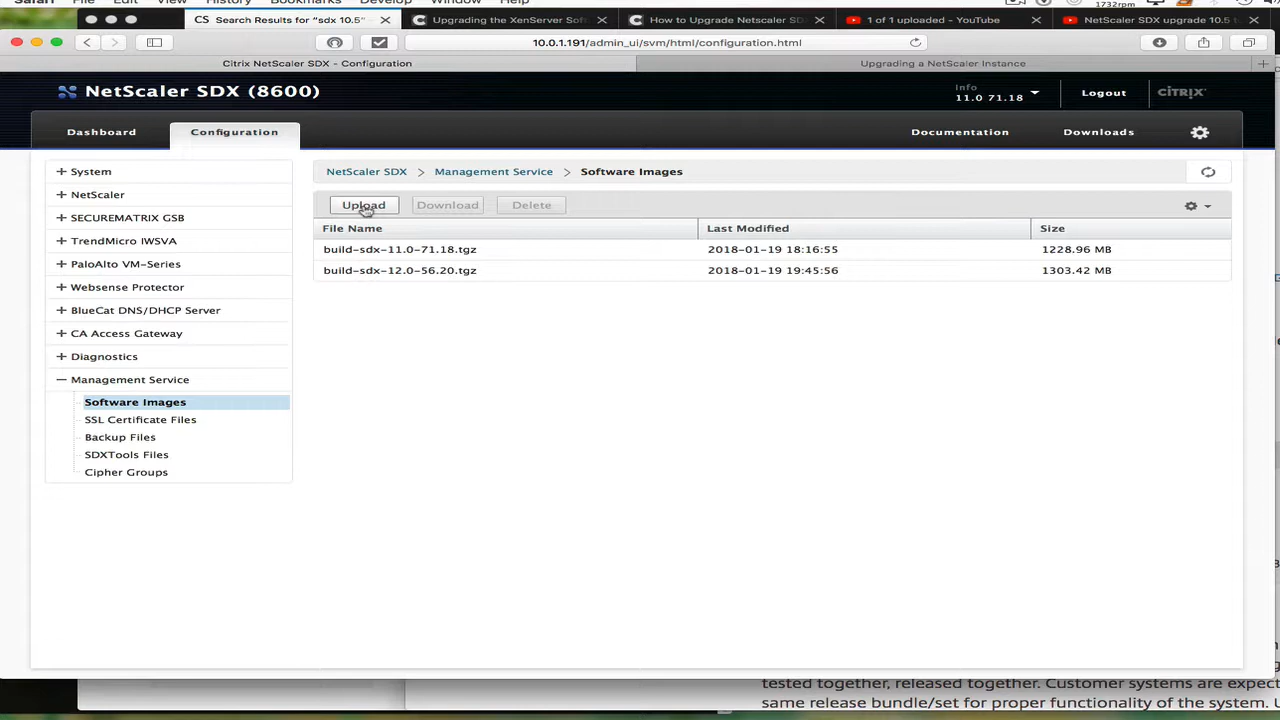 Safari File Edit View History Bookmarks Develop Window Help
1732rpm
CS Search Results for "sdx 10.5"
Upgrading the XenServer Sof
How to Upgrade Netscaler SD
1 of 1 uploaded - YouTube
NetScaler SDX upgrade 10.5 t
10.0.1.191/admin_ui/svm/html/configuration.html
Citrix NetScaler SDX - Configuration
Upgrading a NetScaler Instance
NetScaler SDX (8600)
Info
11.0 71.18
Logout
CITRIX
Dashboard
Configuration
Documentation
Downloads
System
NetScaler
SECUREMATRIX GSB
TrendMicro IWSVA
PaloAlto VM-Series
Websense Protector
BlueCat DNS/DHCP Server
CA Access Gateway
Diagnostics
Management Service
Software Images
SSL Certificate Files
Backup Files
SDXTools Files
Cipher Groups
NetScaler SDX > Management Service > Software Images
Upload Download Delete
File Name Last Modified Size
build-sdx-11.0-71.18.tgz 2018-01-19 18:16:55 1228.96 MB
build-sdx-12.0-56.20.tgz 2018-01-19 19:45:56 1303.42 MB
tested together, released together. Customer systems are expect
same release bundle/set for proper functionality of the system. U